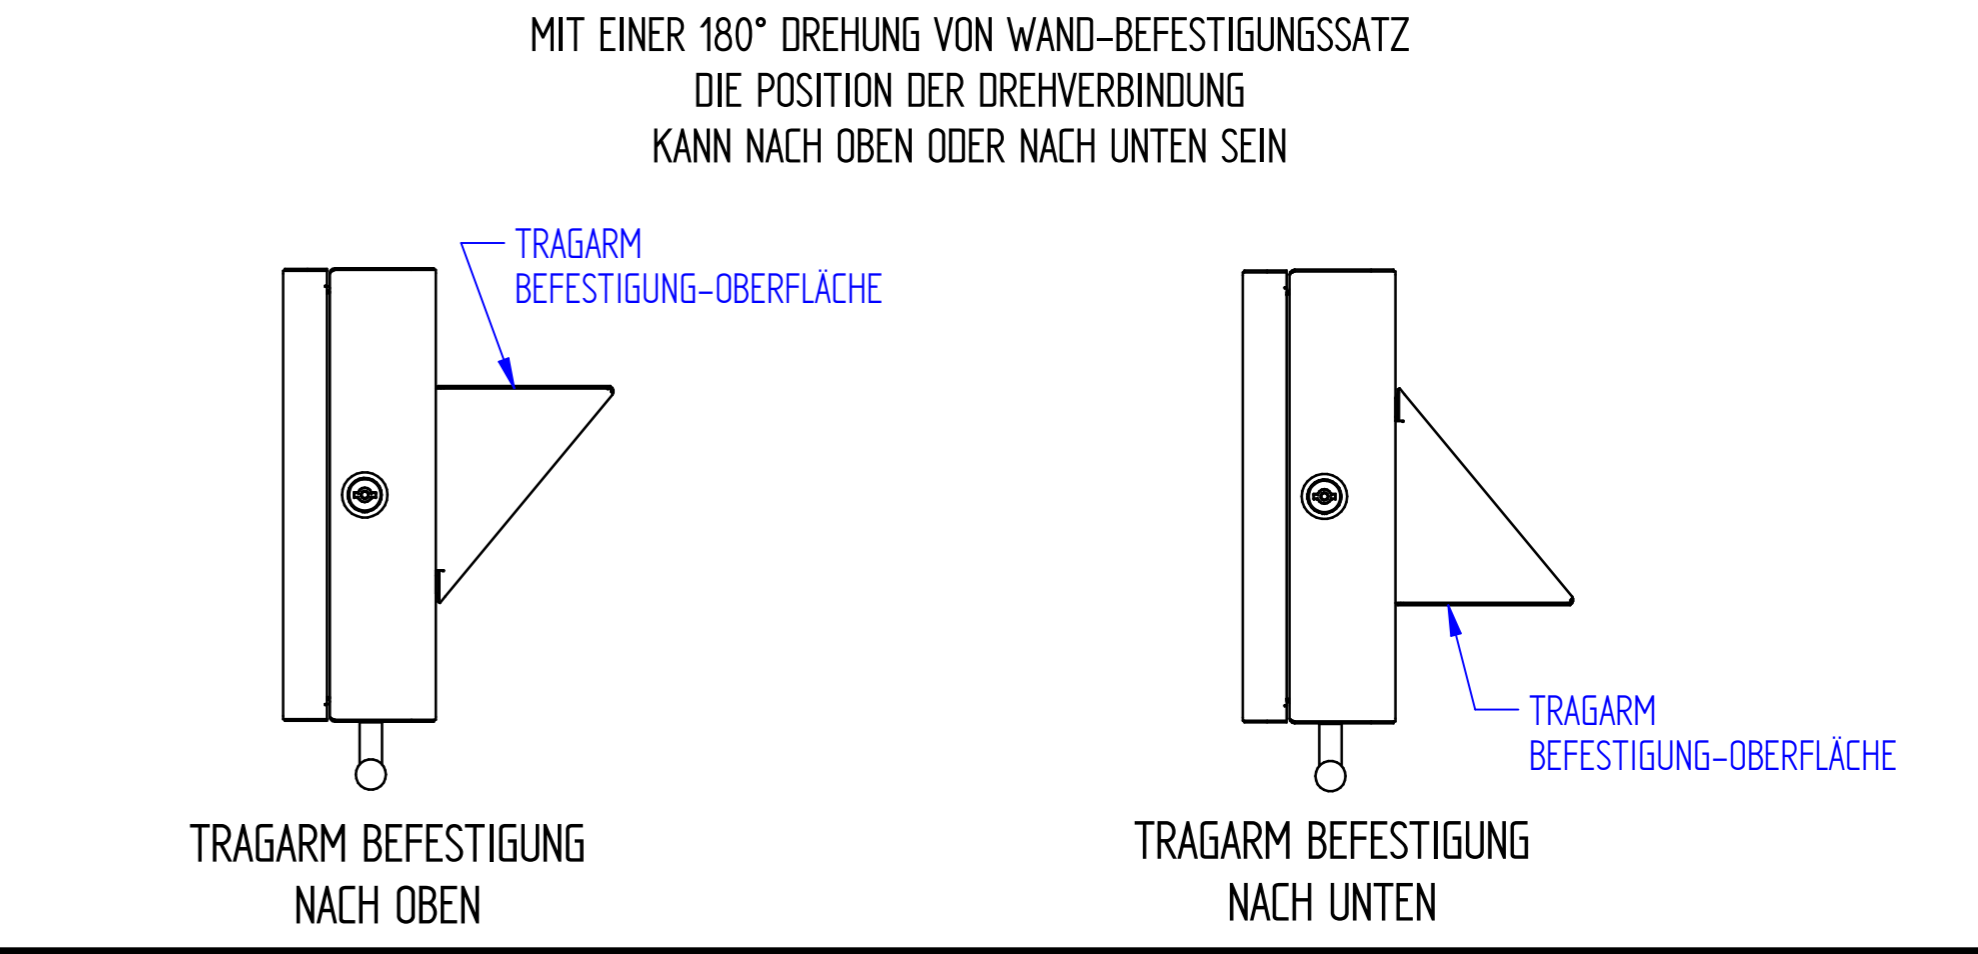 MIT EINER 180° DREHUNG VON WAND-BEFESTIGUNGSSATZ
DIE POSITION DER DREHVERBINDUNG
KANN NACH OBEN ODER NACH UNTEN SEIN
TRAGARM
BEFESTIGUNG-OBERFLÄCHE
TRAGARM BEFESTIGUNG
NACH OBEN
TRAGARM
BEFESTIGUNG-OBERFLÄCHE
TRAGARM BEFESTIGUNG
NACH UNTEN